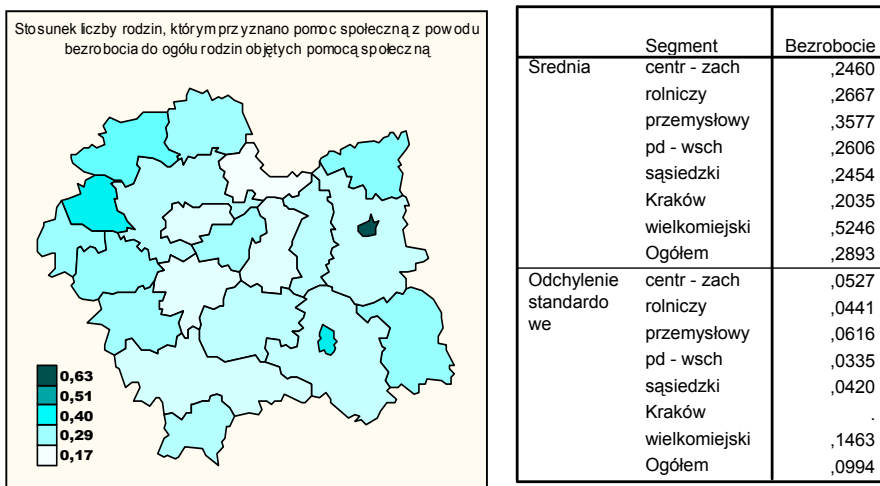 Stosunek liczby rodzin, którym przyznano pomoc społeczną z powodu
bezrobocia do ogółu rodzin objętych pomocą społeczną
0,63
0,51
0,40
0,29
0,17
Segment Bezrobocie
Średnia centr - zach ,2460
rolniczy ,2667
przemysłowy ,3577
pd - wsch ,2606
sąsiedzki ,2454
Kraków ,2035
wielkomiejski ,5246
Ogółem ,2893
Odchylenie centr - zach ,0527
standardo rolniczy ,0441
we przemysłowy ,0616
pd - wsch ,0335
sąsiedzki ,0420
Kraków .
wielkomiejski ,1463
Ogółem ,0994